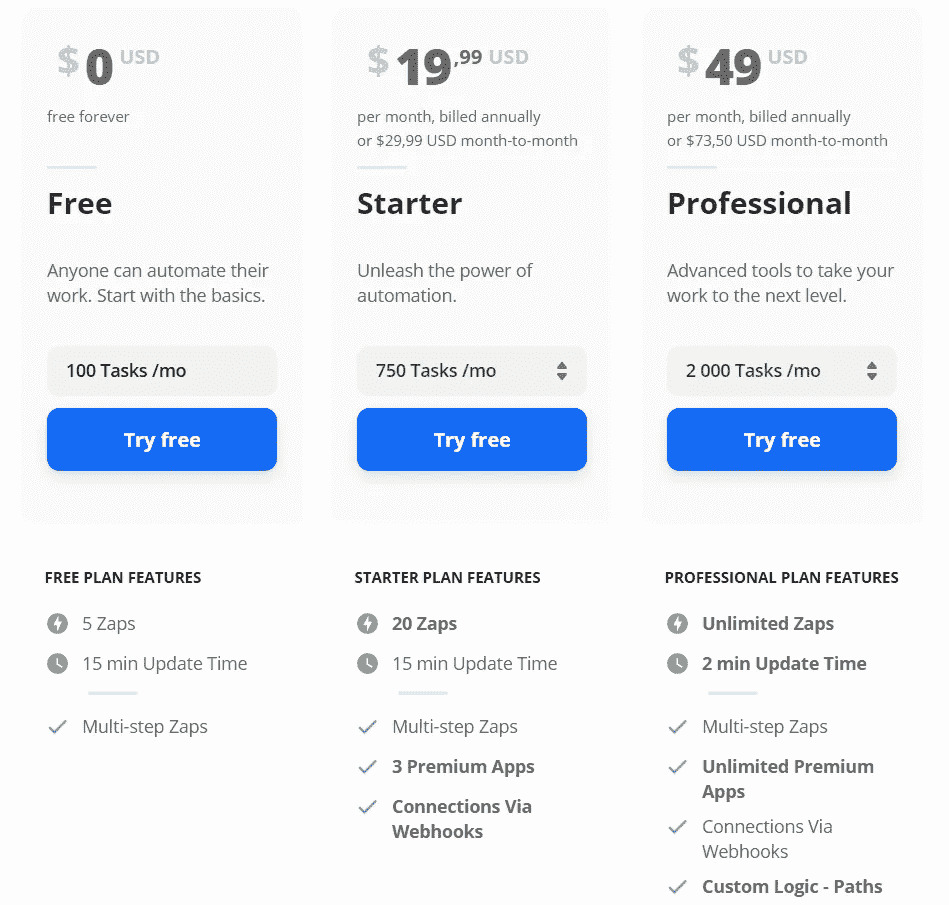 $ 0 USD
free forever
Free
Anyone can automate their
work. Start with the basics.
100 Tasks /mo
Try free
FREE PLAN FEATURES
5 Zaps
15 min Update Time
Multi-step Zaps
$ 19,99 USD
per month, billed annually
or $29,99 USD month-to-month
Starter
Unleash the power of
automation.
750 Tasks /mo
Try free
STARTER PLAN FEATURES
20 Zaps
15 min Update Time
Multi-step Zaps
3 Premium Apps
Connections Via
Webhooks
$ 49 USD
per month, billed annually
or $73,50 USD month-to-month
Professional
Advanced tools to take your
work to the next level.
2 000 Tasks /mo
Try free
PROFESSIONAL PLAN FEATURES
Unlimited Zaps
2 min Update Time
Multi-step Zaps
Unlimited Premium
Apps
Connections Via
Webhooks
Custom Logic - Paths